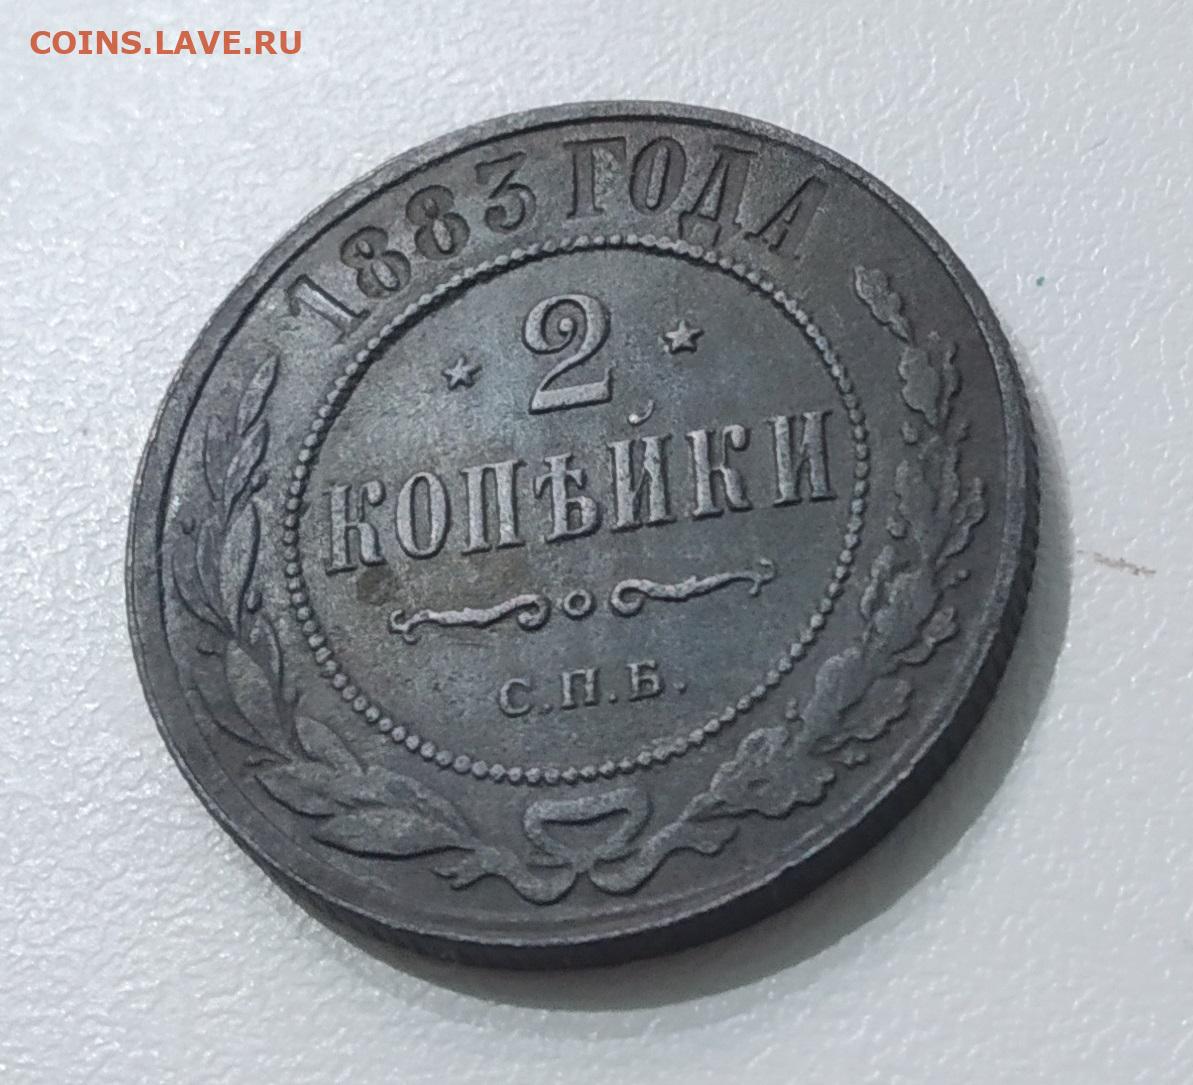 COINS.LAVE.RU
1883 ГОДА
2
КОПѢЙКИ
С.П.Б.